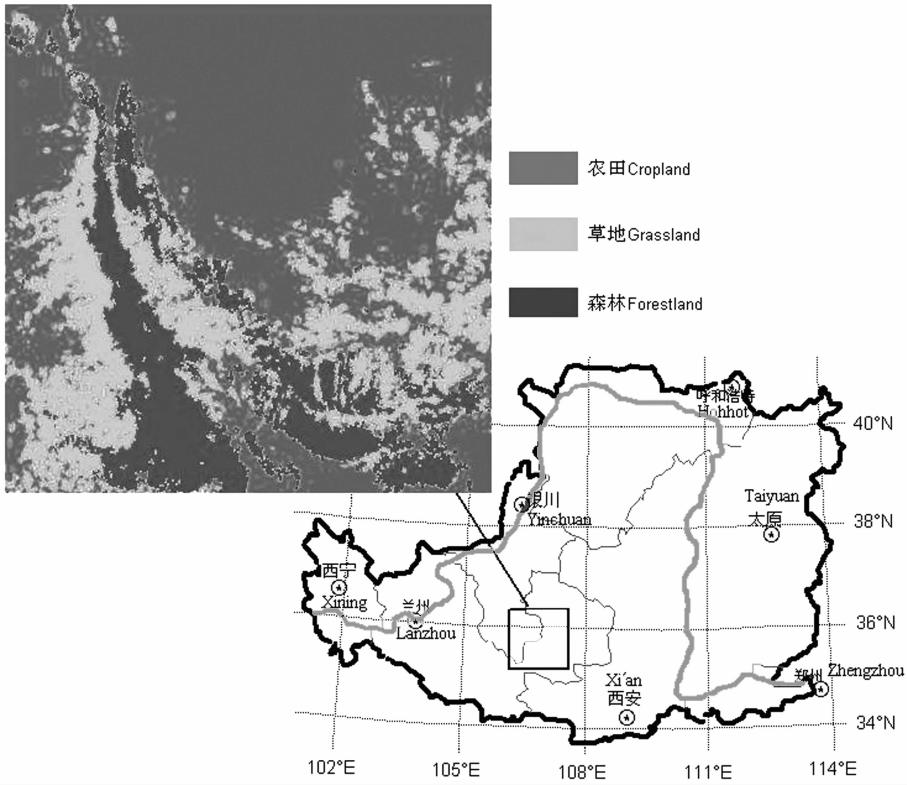 农田Cropland
草地Grassland
森林Forestland
呼和浩特
Hohhot
40°N
银川
Yinchuan
Taiyuan
太原
38°N
西宁
Xining
兰州
Lanzhou
36°N
Xi'an
西安
郑州 Zhengzhou
34°N
102°E 105°E 108°E 111°E 114°E